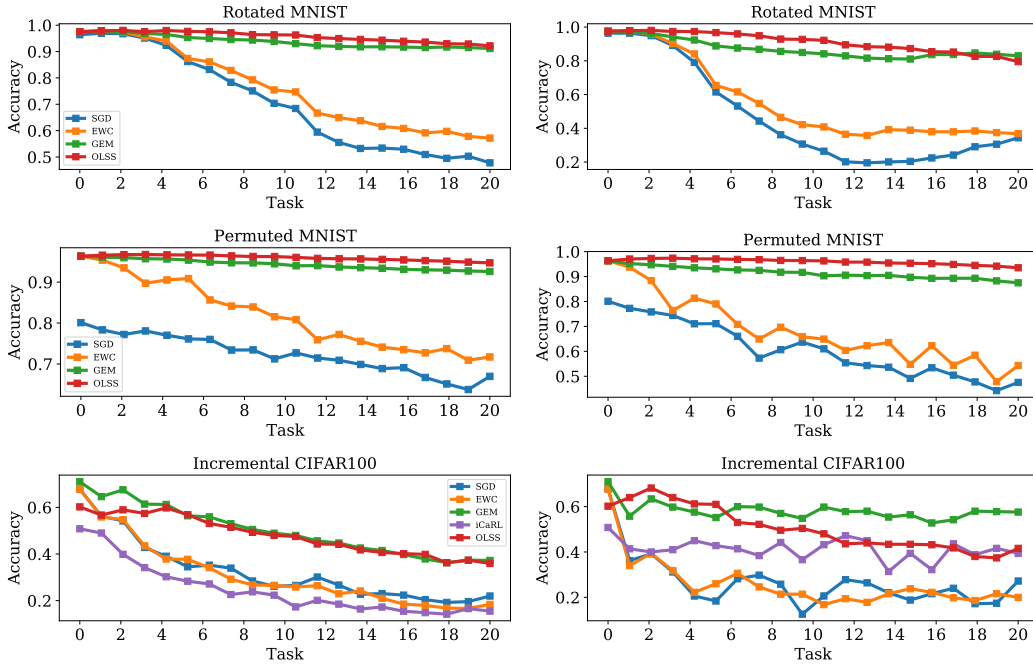 Rotated MNIST
Accuracy
1.0
0.9
0.8
0.7
0.6
0.5
SGD
EWC
GEM
OLSS
0 2 4 6 8 10 12 14 16 18 20
Task
Rotated MNIST
Accuracy
1.0
0.8
0.6
0.4
0.2
0 2 4 6 8 10 12 14 16 18 20
Task
Permuted MNIST
Accuracy
0.9
0.8
0.7
SGD
EWC
GEM
OLSS
0 2 4 6 8 10 12 14 16 18 20
Task
Permuted MNIST
Accuracy
1.0
0.9
0.8
0.7
0.6
0.5
0 2 4 6 8 10 12 14 16 18 20
Task
Incremental CIFAR100
Accuracy
0.6
0.4
0.2
SGD
EWC
GEM
iCaRL
OLSS
0 2 4 6 8 10 12 14 16 18 20
Task
Incremental CIFAR100
Accuracy
0.6
0.4
0.2
0 2 4 6 8 10 12 14 16 18 20
Task